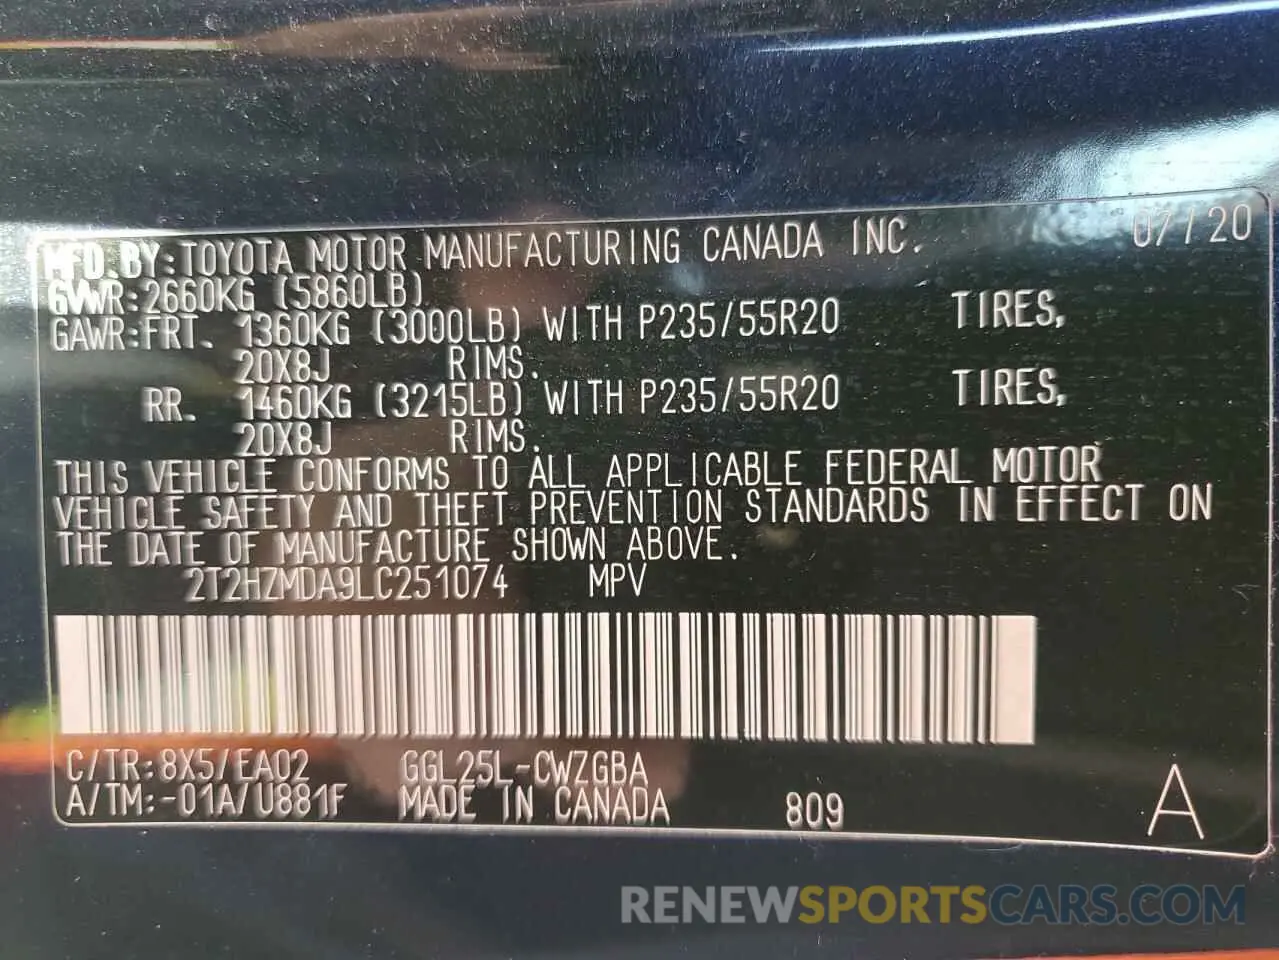 MFD.BY:TOYOTA MOTOR MANUFACTURING CANADA INC. 07/20
GVWR:2660KG (5860LB)
GAWR:FRT. 1360KG (3000LB) WITH P235/55R20 TIRES,
20X8J RIMS.
RR. 1460KG (3215LB) WITH P235/55R20 TIRES,
20X8J RIMS.
THIS VEHICLE CONFORMS TO ALL APPLICABLE FEDERAL MOTOR
VEHICLE SAFETY AND THEFT PREVENTION STANDARDS IN EFFECT ON
THE DATE OF MANUFACTURE SHOWN ABOVE.
2T2HZMDA9LC251074 MPV
C/TR:8X5/EA02 GGL25L-CWZGBA
A/TM:-01A/U881F MADE IN CANADA 809 A
RENEWSPORTSCARS.COM